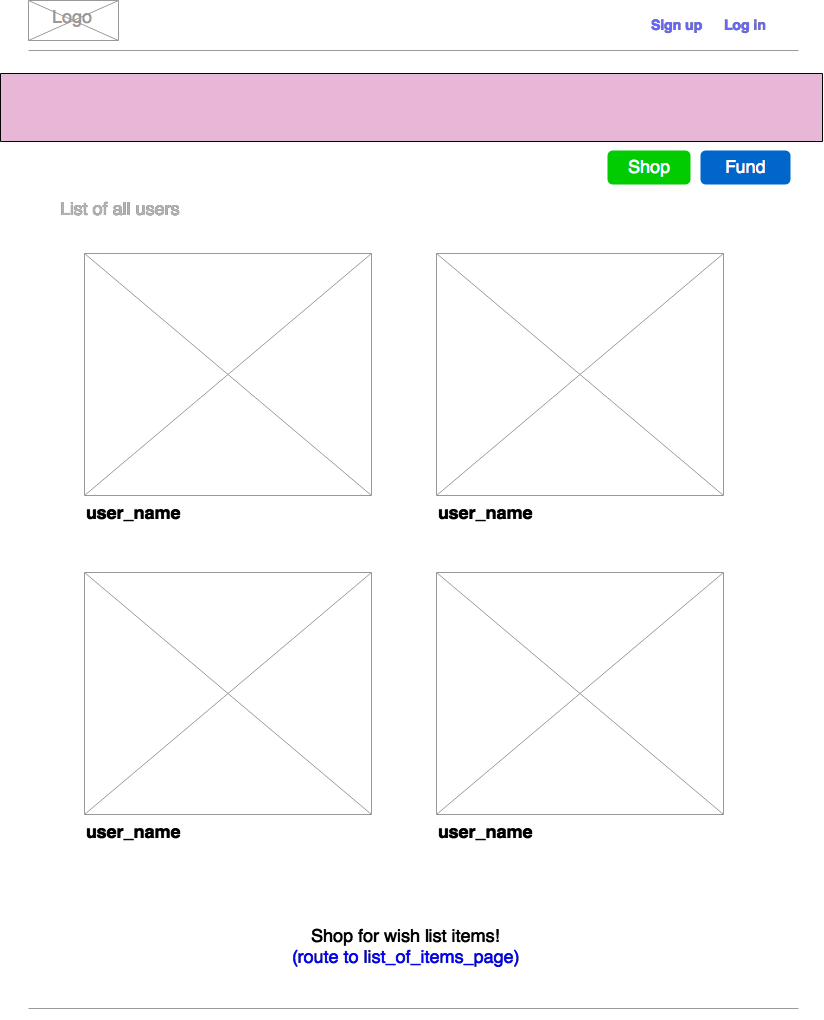 Logo
Sign up
Log in
Shop
Fund
List of all users
user_name
user_name
user_name
user_name
Shop for wish list items!
(route to list_of_items_page)